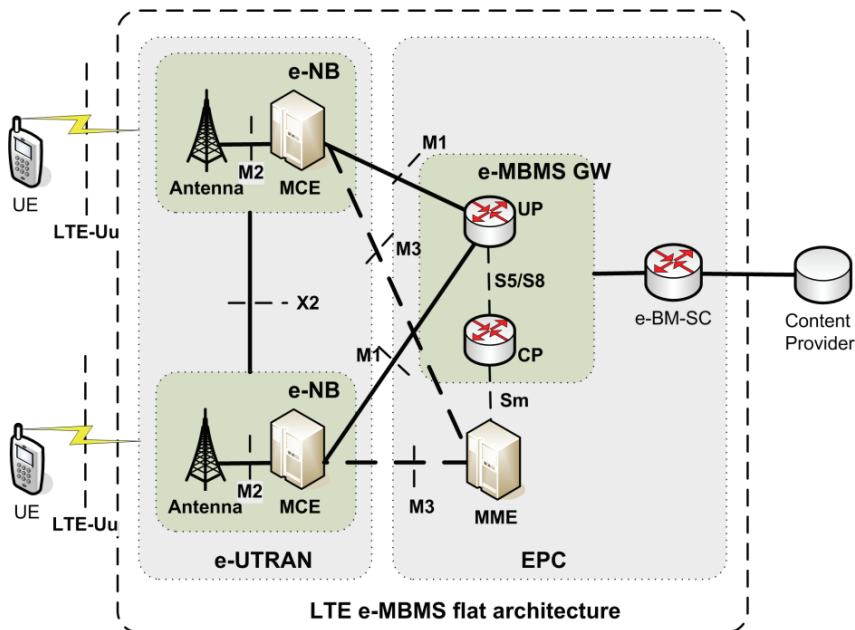 e-NB
M1
e-MBMS GW
M2
Antenna
MCE
UP
UE
LTE-Uu
M3
S5/S8
X2
e-BM-SC
Content
Provider
M1
CP
e-NB
Sm
M2
Antenna
MCE
M3
MME
UE
LTE-Uu
e-UTRAN
EPC
LTE e-MBMS flat architecture